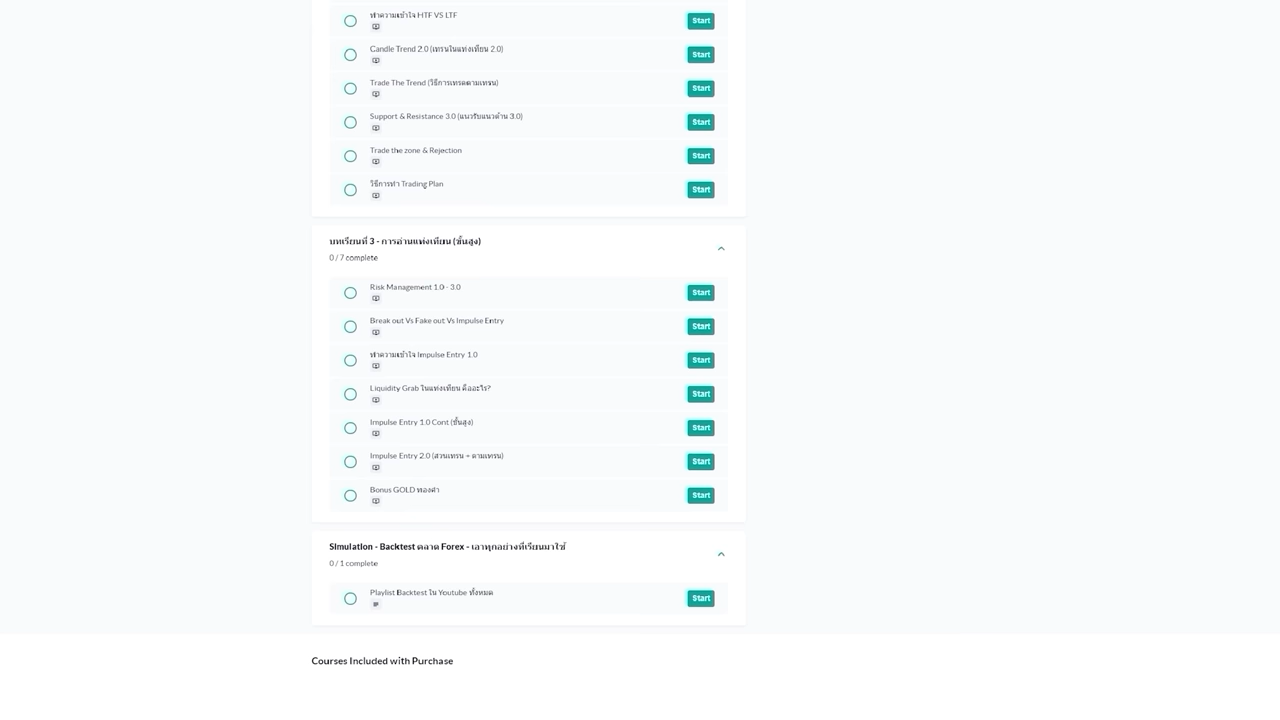 ทำความเข้าใจ HTF VS LTF
Start
Candle Trend 2.0 (เทรนในแท่งเทียน 2.0)
Start
Trade The Trend (วิธีการเทรดตามเทรน)
Start
Support & Resistance 3.0 (แนวรับแนวต้าน 3.0)
Start
Trade the zone & Rejection
Start
วิธีการทำ Trading Plan
Start
บทเรียนที่ 3 - การอ่านแท่งเทียน (ขั้นสูง)
0 / 7 complete
Risk Management 1.0 - 3.0
Start
Break out Vs Fake out Vs Impulse Entry
Start
ทำความเข้าใจ Impulse Entry 1.0
Start
Liquidity Grab ในแท่งเทียน คืออะไร?
Start
Impulse Entry 1.0 Cont (ขั้นสูง)
Start
Impulse Entry 2.0 (สวนเทรน + ตามเทรน)
Start
Bonus GOLD ทองคำ
Start
Simulation - Backtest ตลาด Forex - เอาทุกอย่างที่เรียนมาใช้
0 / 1 complete
Playlist Backtest ใน Youtube ทั้งหมด
Start
Courses Included with Purchase